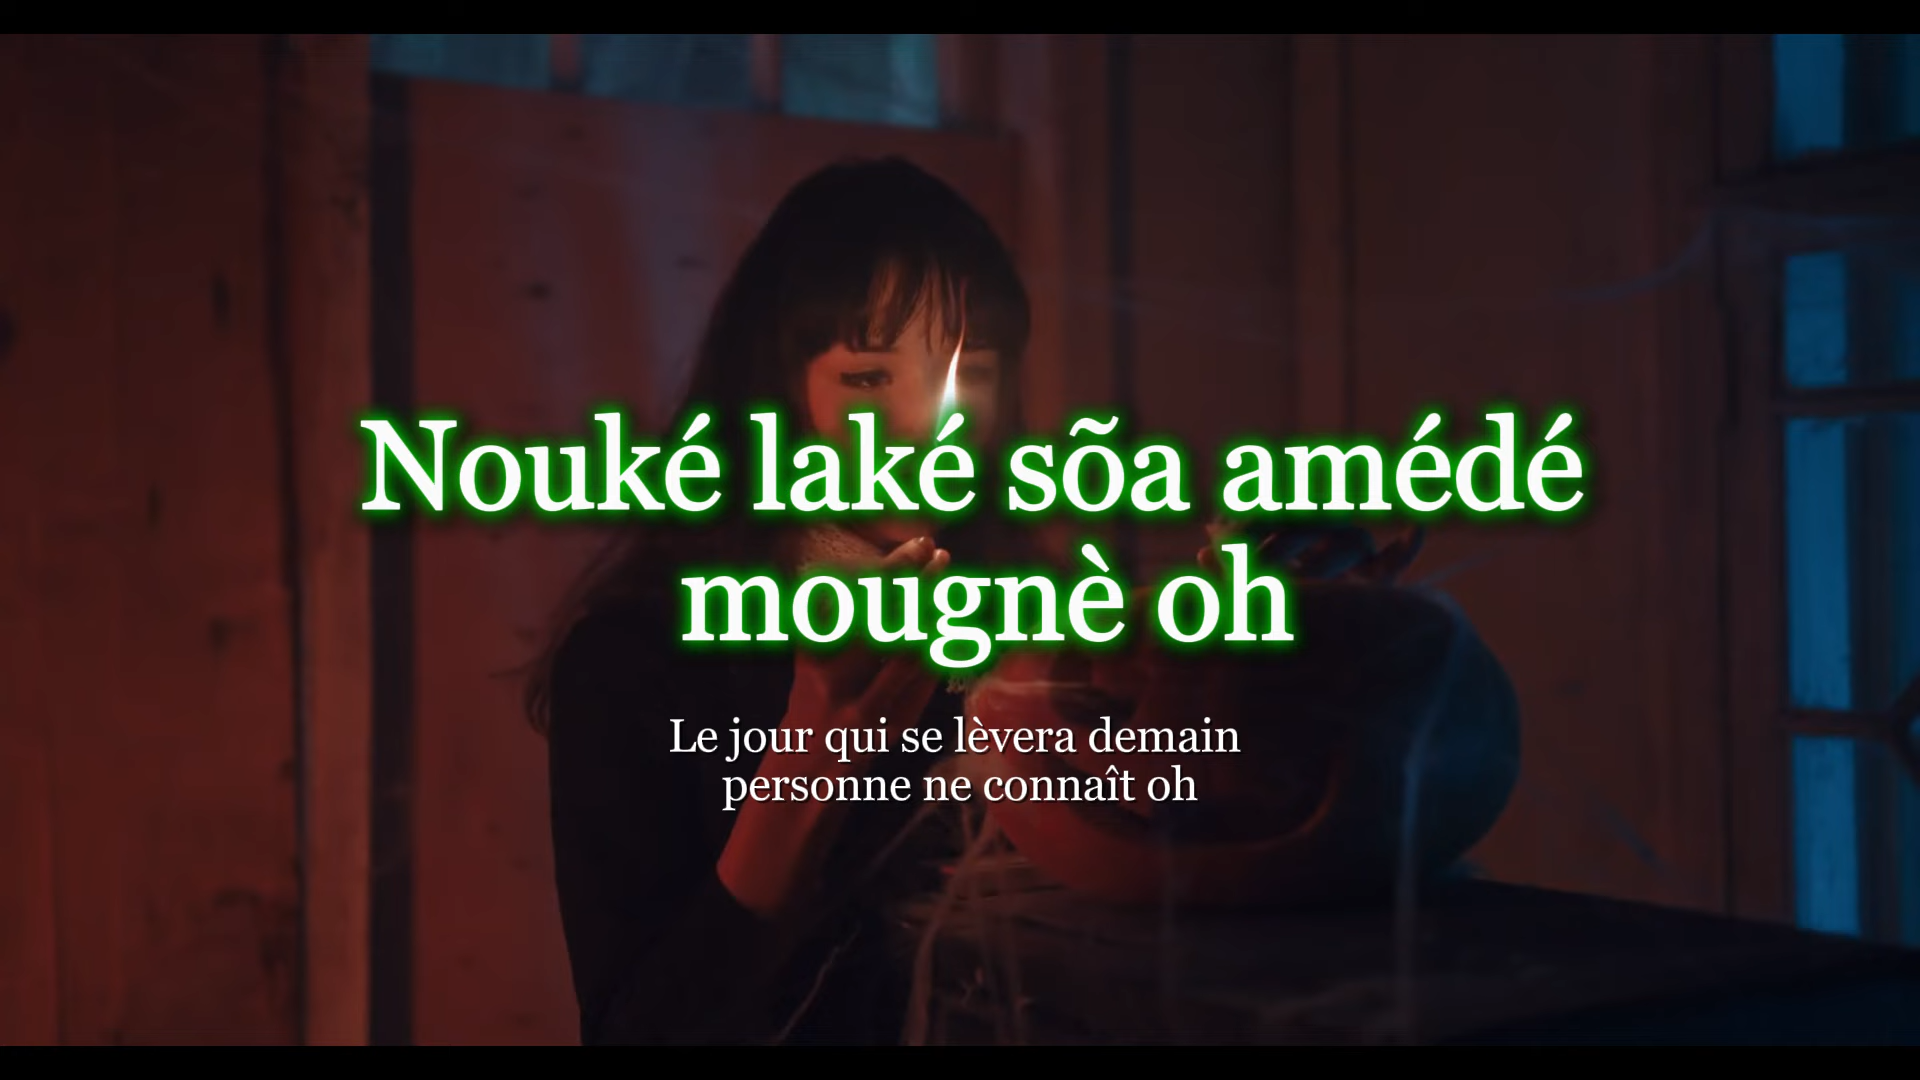 Nouké laké sõa amédé
mougnè oh
Le jour qui se lèvera demain
personne ne connaît oh